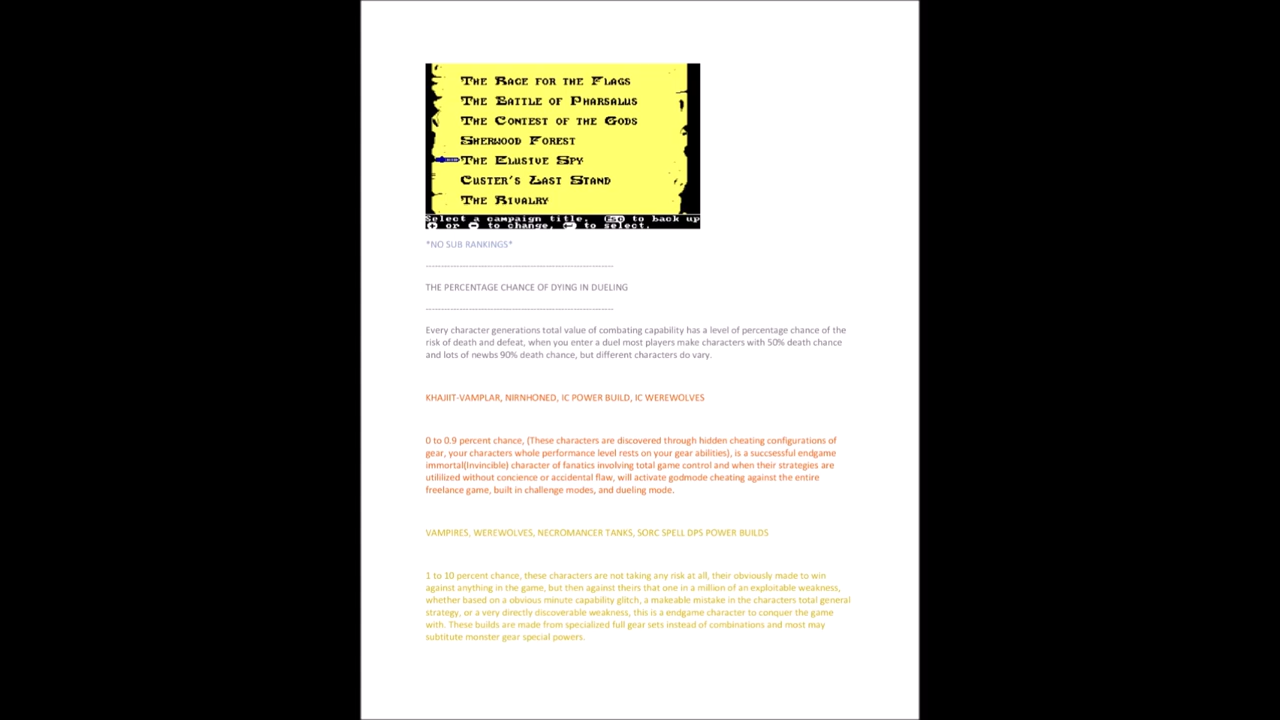 The Race for the Flags
The Battle of Pharsalus
The Contest of the Gods
Sherwood Forest
The Elusive Spy
Custer's Last Stand
The Rivalry
Select a campaign title. Esc to back up
+ or - to change, ↵ to select.
*NO SUB RANKINGS*
--------------------------------------------------------------
THE PERCENTAGE CHANCE OF DYING IN DUELING
--------------------------------------------------------------
Every character generations total value of combating capability has a level of percentage chance of the
risk of death and defeat, when you enter a duel most players make characters with 50% death chance
and lots of newbs 90% death chance, but different characters do vary.
KHAJIIT-VAMPLAR, NIRNHONED, IC POWER BUILD, IC WEREWOLVES
0 to 0.9 percent chance, (These characters are discovered through hidden cheating configurations of
gear, your characters whole performance level rests on your gear abilities), is a succsessful endgame
immortal(Invincible) character of fanatics involving total game control and when their strategies are
utililized without concience or accidental flaw, will activate godmode cheating against the entire
freelance game, built in challenge modes, and dueling mode.
VAMPIRES, WEREWOLVES, NECROMANCER TANKS, SORC SPELL DPS POWER BUILDS
1 to 10 percent chance, these characters are not taking any risk at all, their obviously made to win
against anything in the game, but then against theirs that one in a million of an exploitable weakness,
whether based on a obvious minute capability glitch, a makeable mistake in the characters total general
strategy, or a very directly discoverable weakness, this is a endgame character to conquer the game
with. These builds are made from specialized full gear sets instead of combinations and most may
subtitute monster gear special powers.